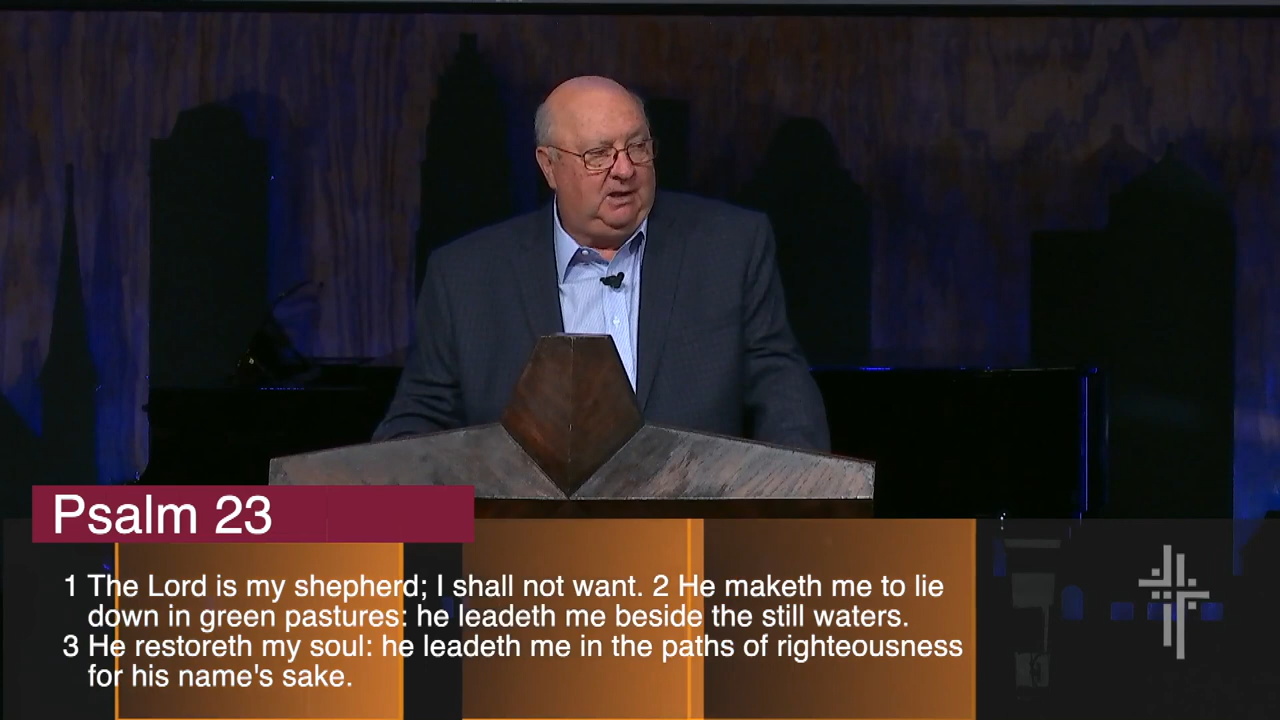 Psalm 23
1 The Lord is my shepherd; I shall not want. 2 He maketh me to lie
down in green pastures: he leadeth me beside the still waters.
3 He restoreth my soul: he leadeth me in the paths of righteousness
for his name's sake.